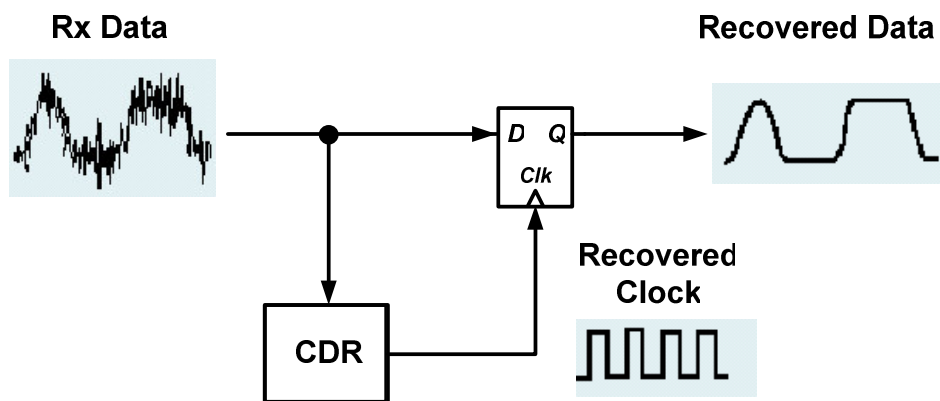 Rx Data
Recovered Data
D Q
Clk
Recovered
Clock
CDR